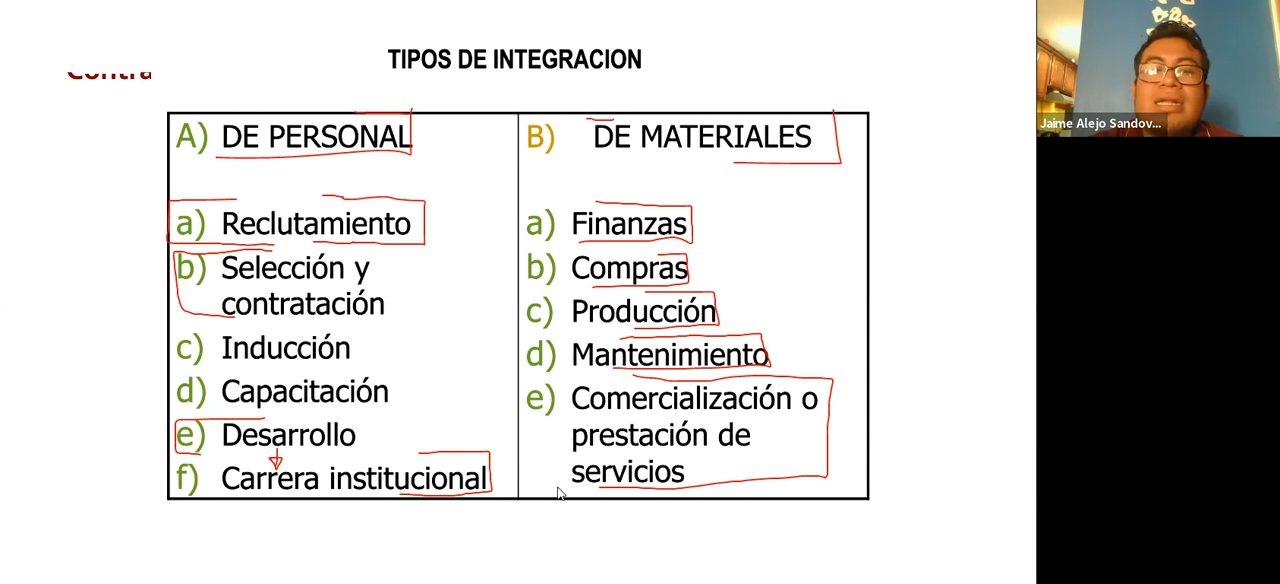 TIPOS DE INTEGRACION
Contra
A) DE PERSONAL
a) Reclutamiento
b) Selección y
contratación
c) Inducción
d) Capacitación
e) Desarrollo
f) Carrera institucional
B) DE MATERIALES
a) Finanzas
b) Compras
c) Producción
d) Mantenimiento
e) Comercialización o
prestación de
servicios
Jaime Alejo Sandov...